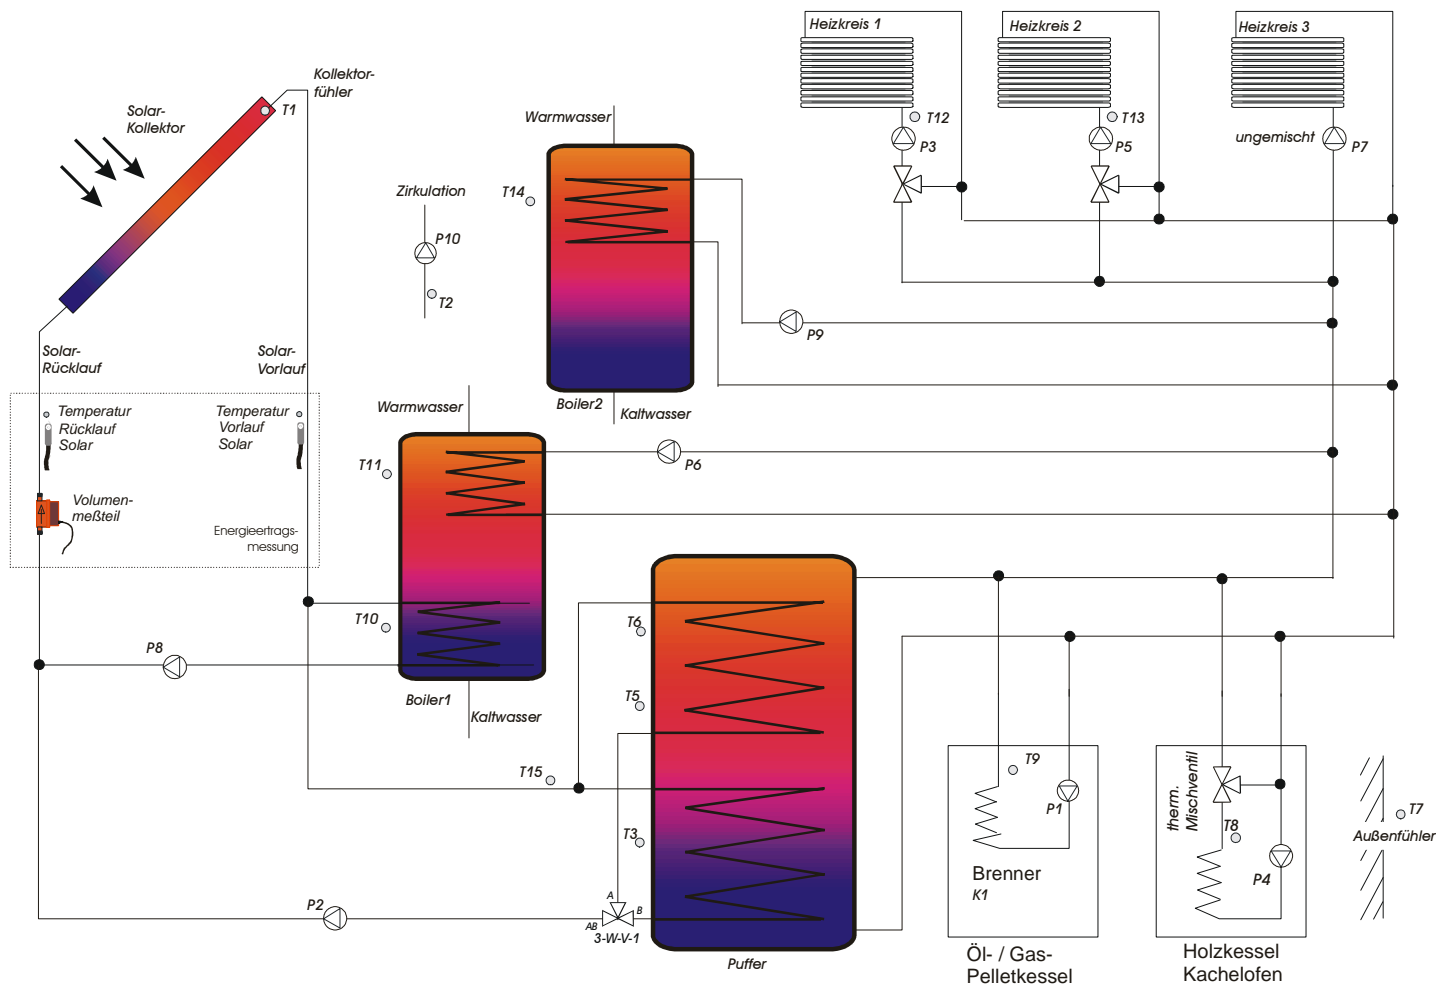 Heizkreis 1
Heizkreis 2
Heizkreis 3
T12
P3
T13
P5
ungemischt
P7
Kollektor-
fühler
T1
Solar-
Kollektor
Warmwasser
T14
Zirkulation
P10
T2
P9
Boiler2
Kaltwasser
Solar-
Rücklauf
Solar-
Vorlauf
Temperatur
Rücklauf
Solar
Temperatur
Vorlauf
Solar
Volumen-
meßteil
Energieertrags-
messung
Warmwasser
T11
P6
T10
P8
Boiler1
Kaltwasser
T6
T5
T15
T3
P2
A
B
AB
3-W-V-1
Puffer
T9
P1
Brenner
K1
Öl- / Gas-
Pelletkessel
therm.
Mischventil
T8
P4
Holzkessel
Kachelofen
T7
Außenfühler